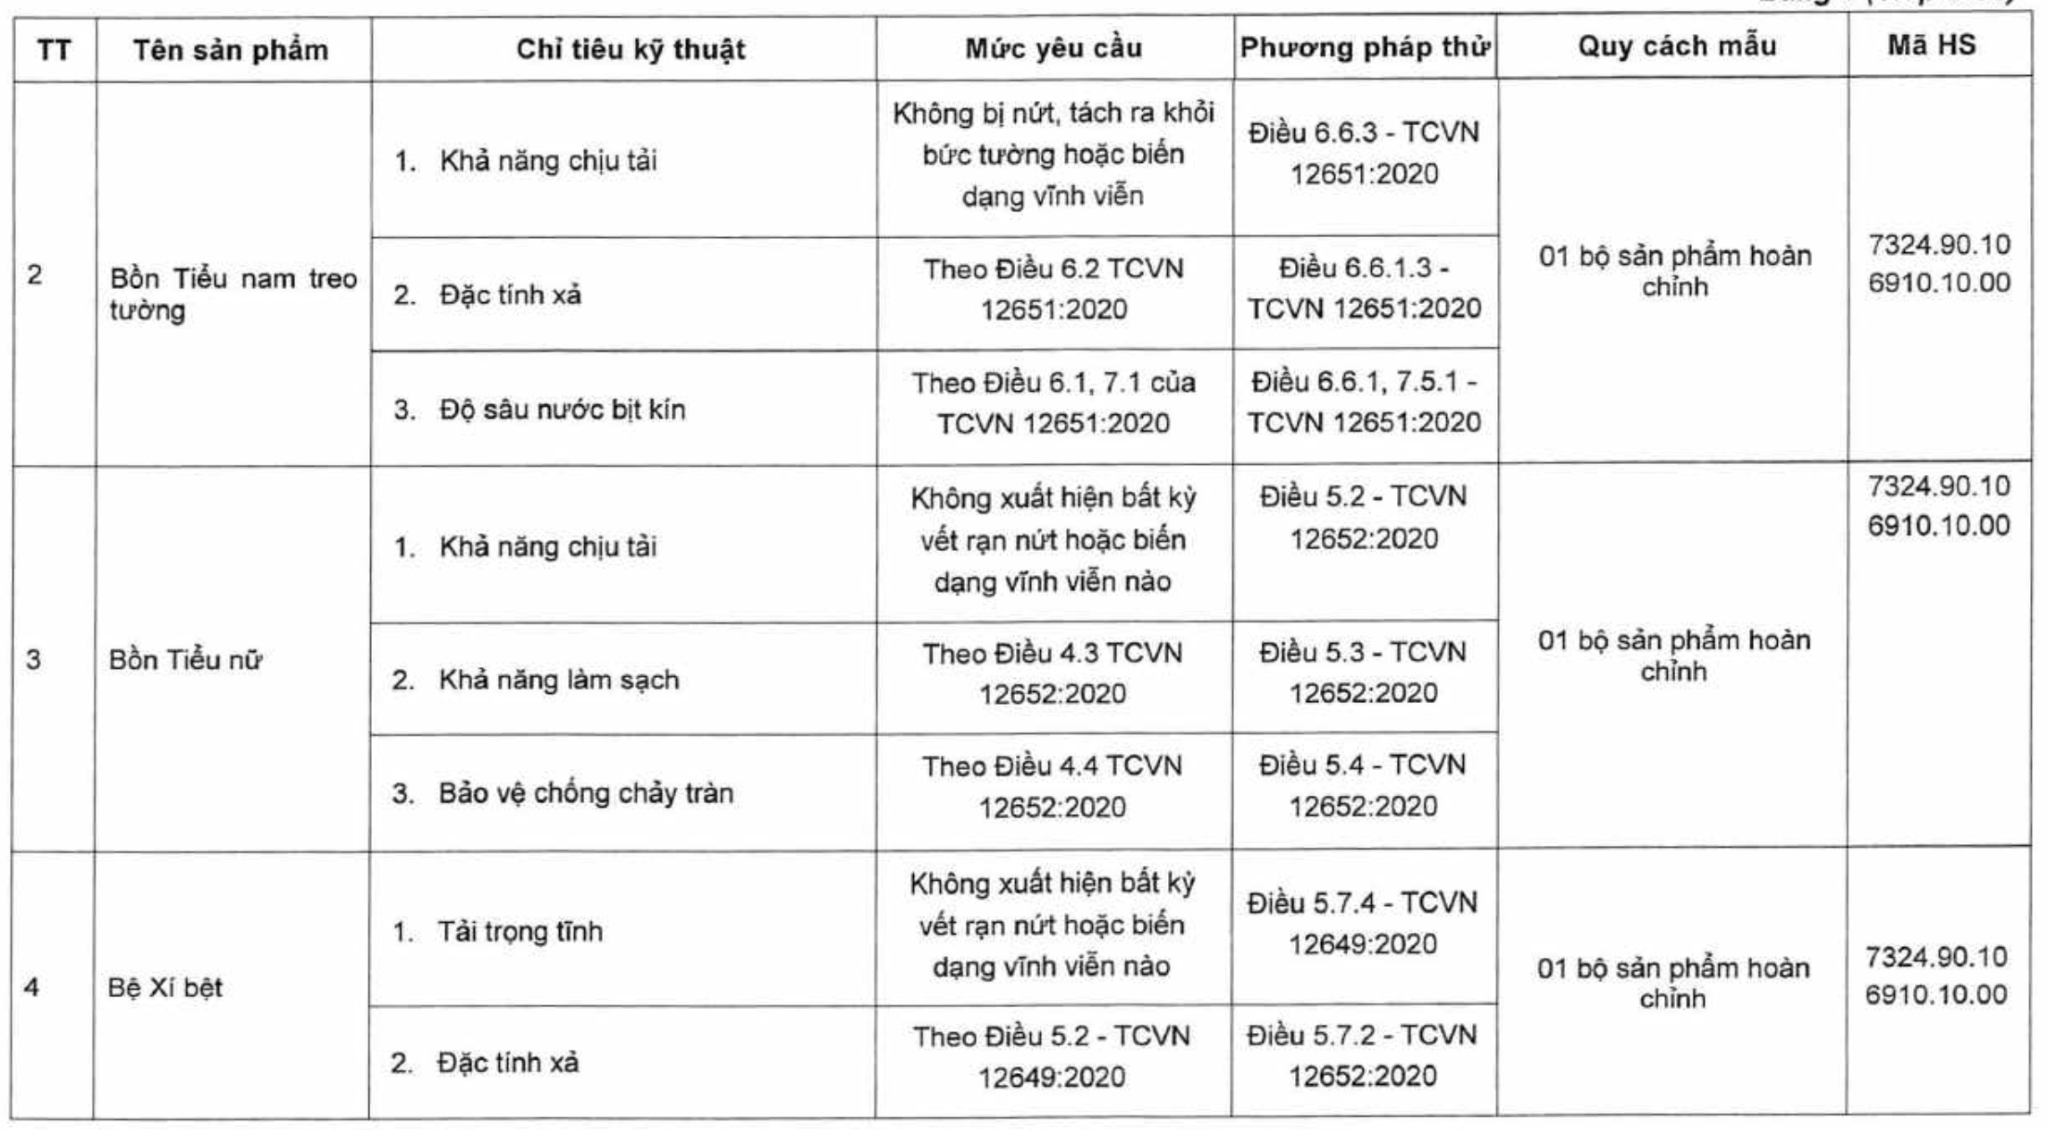 TT
Tên sản phẩm
Chỉ tiêu kỹ thuật
Mức yêu cầu
Phương pháp thử
Quy cách mẫu
Mã HS
2
Bồn Tiểu nam treo
tường
1. Khả năng chịu tải
Không bị nứt, tách ra khỏi
bức tường hoặc biến
dạng vĩnh viễn
Điều 6.6.3 - TCVN
12651:2020
2. Đặc tính xả
Theo Điều 6.2 TCVN
12651:2020
Điều 6.6.1.3 -
TCVN 12651:2020
3. Độ sâu nước bịt kín
Theo Điều 6.1, 7.1 của
TCVN 12651:2020
Điều 6.6.1, 7.5.1 -
TCVN 12651:2020
01 bộ sản phẩm hoàn
chỉnh
7324.90.10
6910.10.00
3
Bồn Tiểu nữ
1. Khả năng chịu tải
Không xuất hiện bất kỳ
vết rạn nứt hoặc biến
dạng vĩnh viễn nào
Điều 5.2 - TCVN
12652:2020
2. Khả năng làm sạch
Theo Điều 4.3 TCVN
12652:2020
Điều 5.3 - TCVN
12652:2020
3. Bảo vệ chống chảy tràn
Theo Điều 4.4 TCVN
12652:2020
Điều 5.4 - TCVN
12652:2020
01 bộ sản phẩm hoàn
chỉnh
7324.90.10
6910.10.00
4
Bệ Xí bệt
1. Tải trọng tĩnh
Không xuất hiện bất kỳ
vết rạn nứt hoặc biến
dạng vĩnh viễn nào
Điều 5.7.4 - TCVN
12649:2020
2. Đặc tính xả
Theo Điều 5.2 - TCVN
12649:2020
Điều 5.7.2 - TCVN
12652:2020
01 bộ sản phẩm hoàn
chỉnh
7324.90.10
6910.10.00